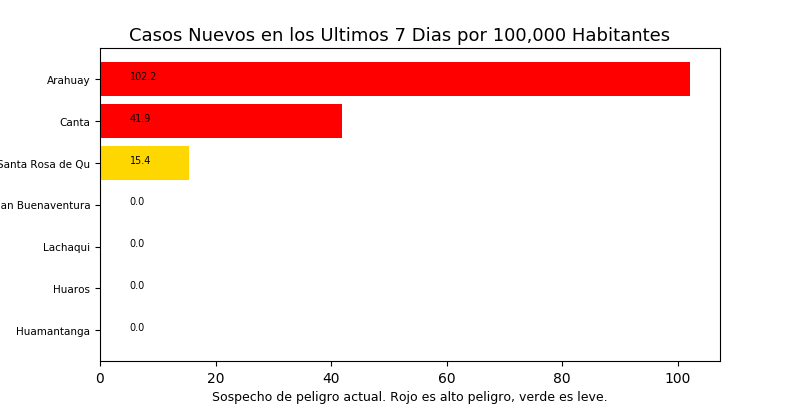 Casos Nuevos en los Ultimos 7 Dias por 100,000 Habitantes
Arahuay 102.2
Canta 41.9
Santa Rosa de Qu 15.4
an Buenaventura 0.0
Lachaqui 0.0
Huaros 0.0
Huamantanga 0.0
0 20 40 60 80 100
Sospecho de peligro actual. Rojo es alto peligro, verde es leve.